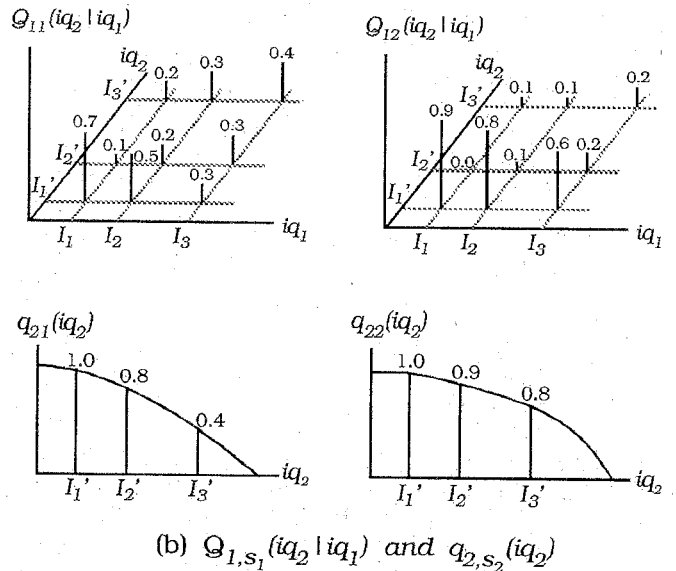 Q11(iq2 | iq1)
iq2
I3'
0.2
0.3
0.4
0.7
I2'
0.1
0.5
0.2
0.3
I1'
0.3
I1
I2
I3
iq1
Q12(iq2 | iq1)
iq2
I3'
0.1
0.1
0.2
0.9
0.8
I2'
0.0
0.1
0.6
0.2
I1'
I1
I2
I3
iq1
q21(iq2)
1.0
0.8
0.4
I1'
I2'
I3'
iq2
q22(iq2)
1.0
0.9
0.8
I1'
I2'
I3'
iq2
(b) Q1,s1(iq2 | iq1) and q2,s2(iq2)